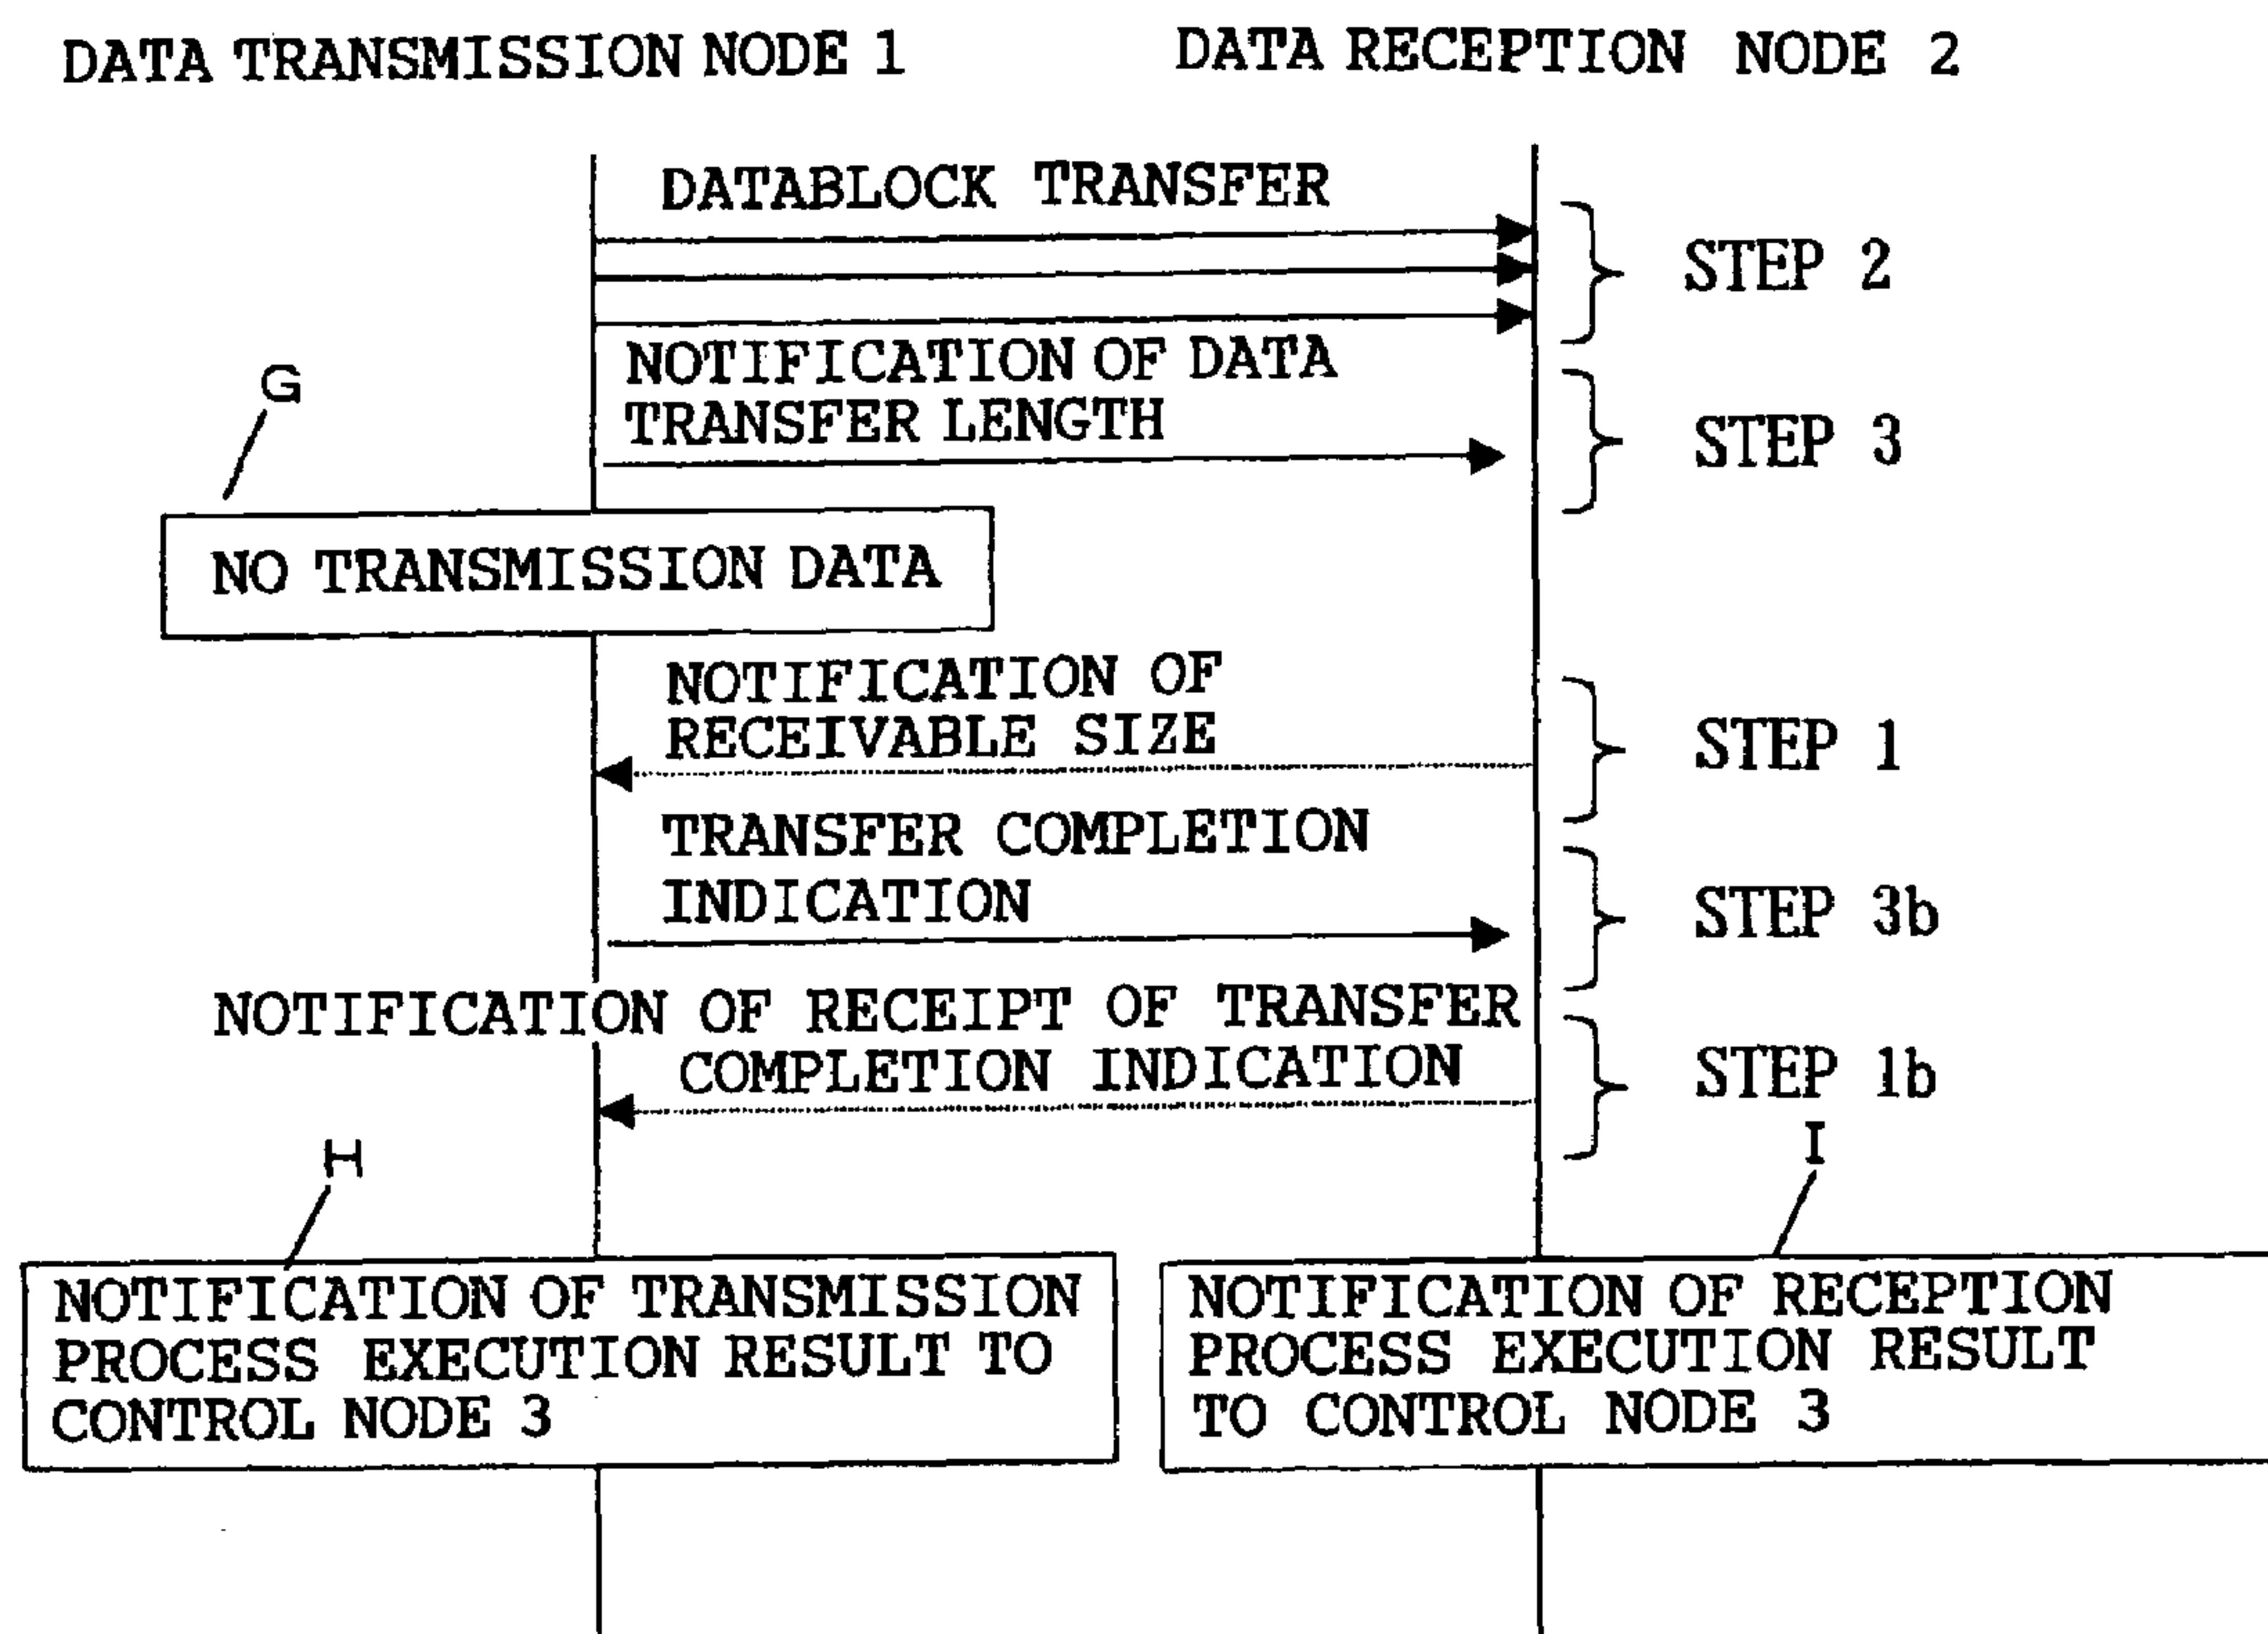 DATA TRANSMISSION NODE 1
DATA RECEPTION NODE 2
DATABLOCK TRANSFER
STEP 2
NOTIFICATION OF DATA
TRANSFER LENGTH
STEP 3
G
NO TRANSMISSION DATA
NOTIFICATION OF
RECEIVABLE SIZE
STEP 1
TRANSFER COMPLETION
INDICATION
STEP 3b
NOTIFICATION OF RECEIPT OF TRANSFER
COMPLETION INDICATION
STEP 1b
H
I
NOTIFICATION OF TRANSMISSION
PROCESS EXECUTION RESULT TO
CONTROL NODE 3
NOTIFICATION OF RECEPTION
PROCESS EXECUTION RESULT
TO CONTROL NODE 3